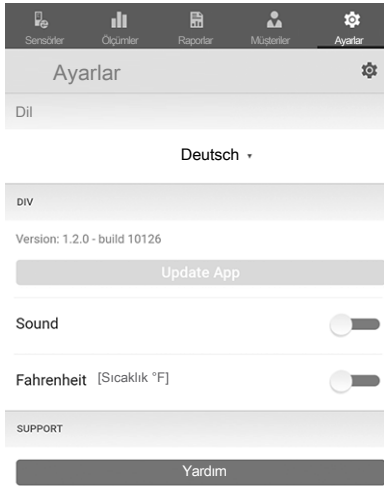 Sensörler Ölçümler Raporlar Müşteriler Ayarlar
Ayarlar
Dil
Deutsch
DIV
Version: 1.2.0 - build 10126
Update App
Sound
Fahrenheit [Sıcaklık °F]
SUPPORT
Yardım